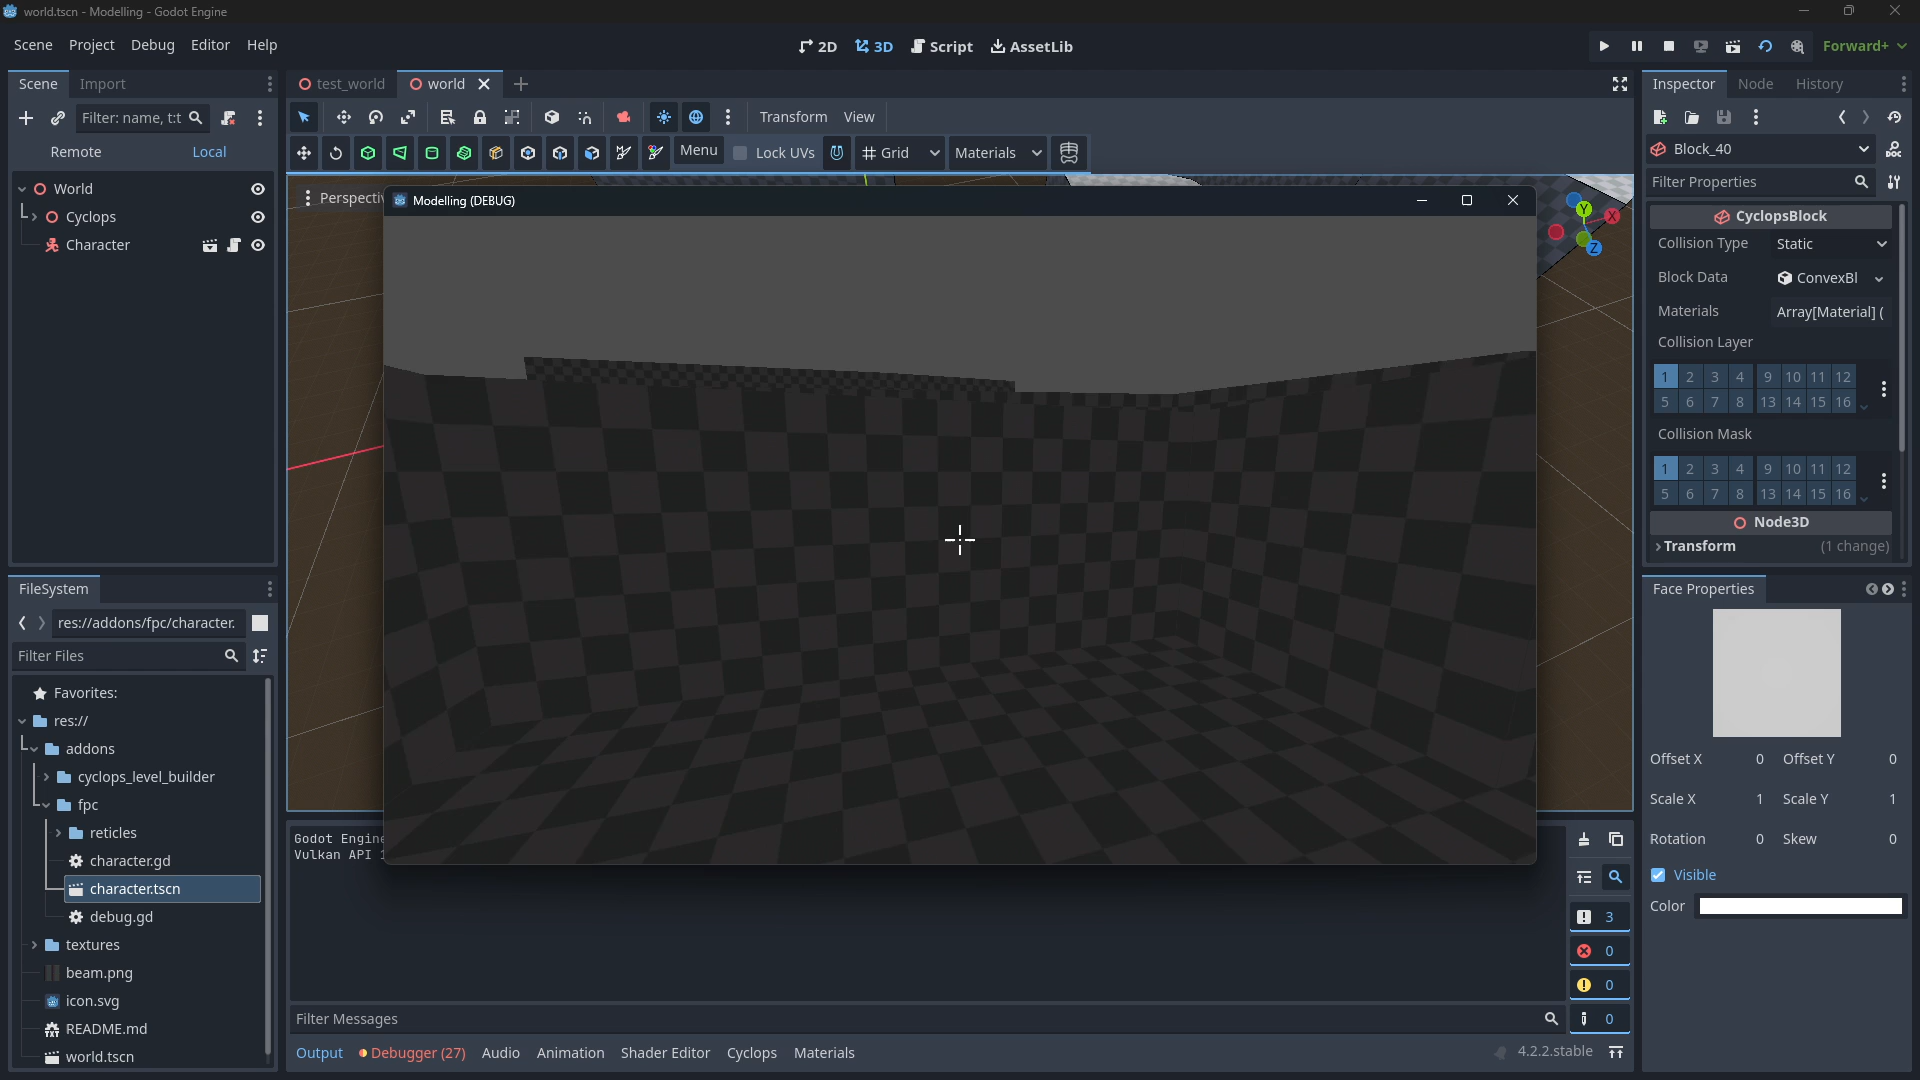 world.tscn - Modelling - Godot Engine
Scene Project Debug Editor Help
2D 3D Script AssetLib
Forward+
Scene Import
test_world world
Inspector Node History
Filter: name, t:t
Transform View
Remote Local
Menu Lock UVs Grid Materials
Block_40
Filter Properties
World
Cyclops
Character
Perspectiv
Modelling (DEBUG)
Y X Z
CyclopsBlock
Collision Type Static
Block Data ConvexBl
Materials Array[Material] (
Collision Layer
1 2 3 4 9 10 11 12
5 6 7 8 13 14 15 16
Collision Mask
1 2 3 4 9 10 11 12
5 6 7 8 13 14 15 16
Node3D
Transform (1 change)
FileSystem
res://addons/fpc/character.
Filter Files
Favorites:
res://
addons
cyclops_level_builder
fpc
reticles
character.gd
character.tscn
debug.gd
textures
beam.png
icon.svg
README.md
world.tscn
Face Properties
Offset X 0 Offset Y 0
Scale X 1 Scale Y 1
Rotation 0 Skew 0
Visible
Color
Godot Engine
Vulkan API
3
0
0
0
Filter Messages
Output Debugger (27) Audio Animation Shader Editor Cyclops Materials
4.2.2.stable